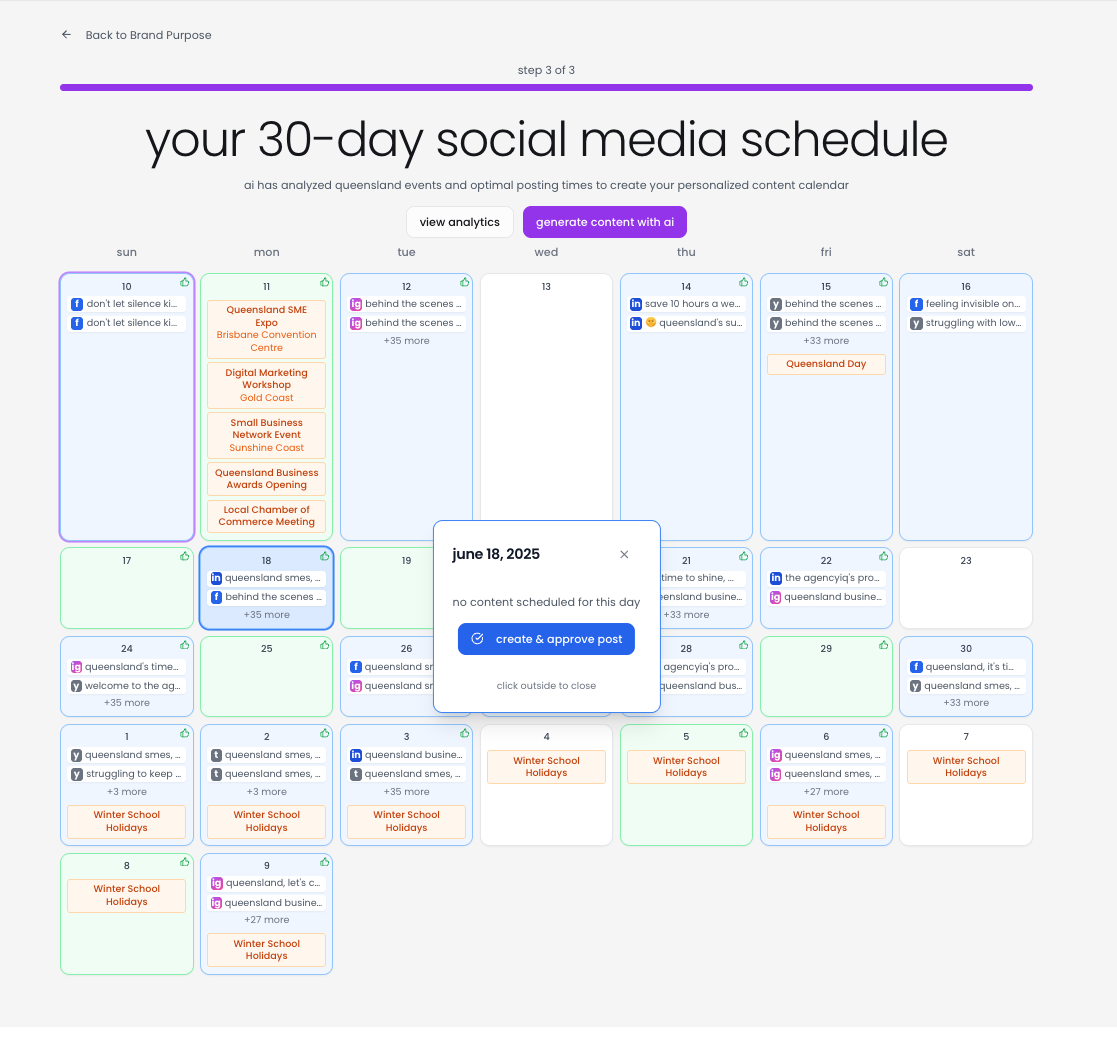 Back to Brand Purpose
step 3 of 3
your 30-day social media schedule
ai has analyzed queensland events and optimal posting times to create your personalized content calendar
view analytics
generate content with ai
sun mon tue wed thu fri sat
10
f don't let silence ki...
f don't let silence ki...
11
Queensland SME
Expo
Brisbane Convention
Centre
Digital Marketing
Workshop
Gold Coast
Small Business
Network Event
Sunshine Coast
Queensland Business
Awards Opening
Local Chamber of
Commerce Meeting
12
ig behind the scenes ...
ig behind the scenes ...
+35 more
13
14
in save 10 hours a we...
in 🤫 queensland's su...
15
y behind the scenes ...
y behind the scenes ...
+33 more
Queensland Day
16
f feeling invisible on...
y struggling with low...
17
18
in queensland smes, ...
f behind the scenes ...
+35 more
19
june 18, 2025
no content scheduled for this day
create & approve post
click outside to close
21
time to shine, ...
busine...
+33 more
22
in the agencyiq's pro...
ig queensland busine...
23
24
ig queensland's time...
y welcome to the ag...
+35 more
25
26
f queensland
ig queensland
28
agencyiq's pro...
queensland bus...
29
30
f queensland, it's ti...
y queensland smes, ...
+33 more
1
y queensland smes, ...
y struggling to keep ...
+3 more
Winter School
Holidays
2
t queensland smes, ...
t queensland smes, ...
+3 more
Winter School
Holidays
3
in queensland busine...
t queensland smes, ...
+35 more
Winter School
Holidays
4
Winter School
Holidays
5
Winter School
Holidays
6
ig queensland smes, ...
ig queensland smes, ...
+27 more
Winter School
Holidays
7
Winter School
Holidays
8
Winter School
Holidays
9
ig queensland, let's c...
ig queensland busine...
+27 more
Winter School
Holidays